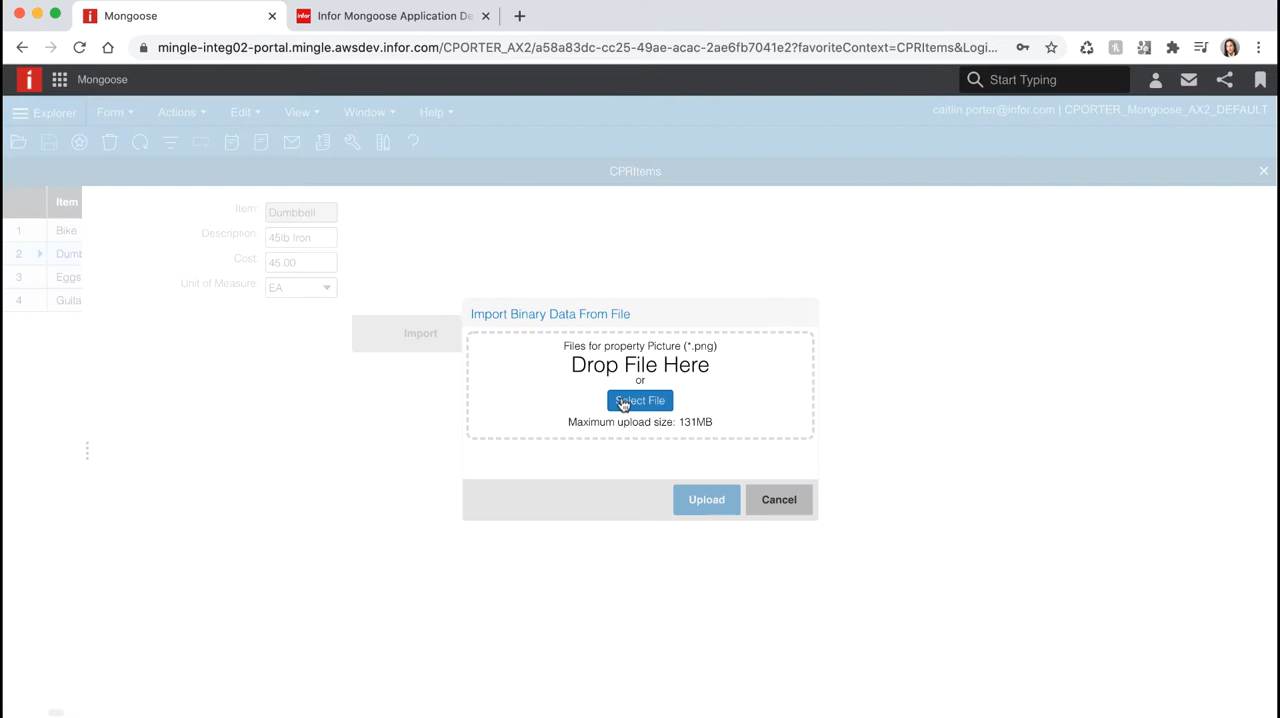 Mongoose
infor Infor Mongoose Application De
mingle-integ02-portal.mingle.awsdev.infor.com/CPORTER_AX2/a58a83dc-cc25-49ae-acac-2ae6fb7041e2?favoriteContext=CPRItems&Logi...
Mongoose
Start Typing
Explorer Form Actions Edit View Window Help
caitlin.porter@infor.com | CPORTER_Mongoose_AX2_DEFAULT
CPRItems
Item
1 Bike
2 Dumb
3 Eggs
4 Guita
Item: Dumbbell
Description: 45lb Iron
Cost: 45.00
Unit of Measure: EA
Import
Import Binary Data From File
Files for property Picture (*.png)
Drop File Here
or
Select File
Maximum upload size: 131MB
Upload Cancel